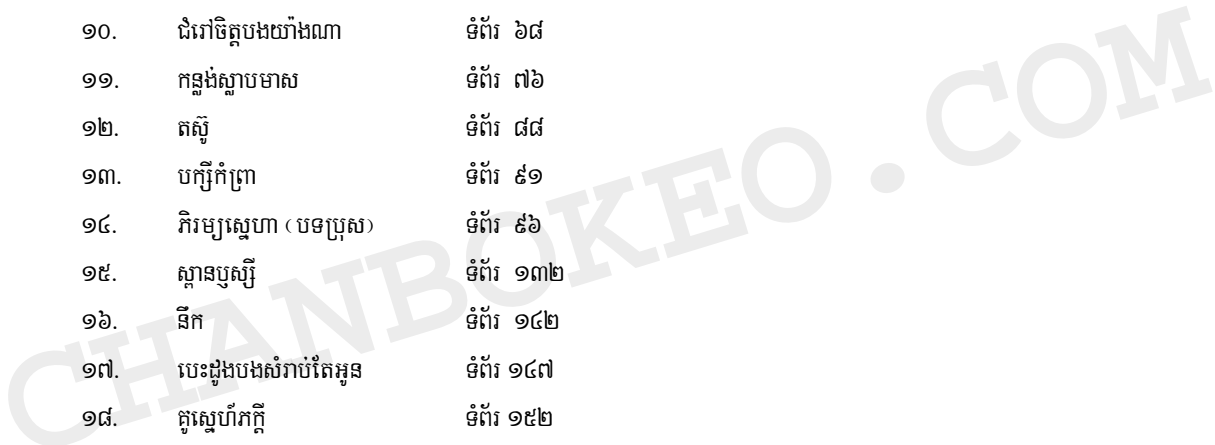 ១០. ជំរៅចិត្តបងយ៉ាងណា ទំព័រ ៦៨
១១. កន្លង់ស្លាបមាស ទំព័រ ៧៦
១២. តស៊ូ ទំព័រ ៨៨
១៣. បក្សីកំព្រា ទំព័រ ៩១
១៤. ភិរម្យស្នេហា (បទប្រុស) ទំព័រ ៩៦
១៥. ស្ពានឫស្សី ទំព័រ ១៣២
១៦. នឹក ទំព័រ ១៤២
១៧. បេះដូងបងសំរាប់តែអូន ទំព័រ ១៤៧
១៨. គូស្នេហ៍ភក្តី ទំព័រ ១៥២
CHANBOKEO.COM